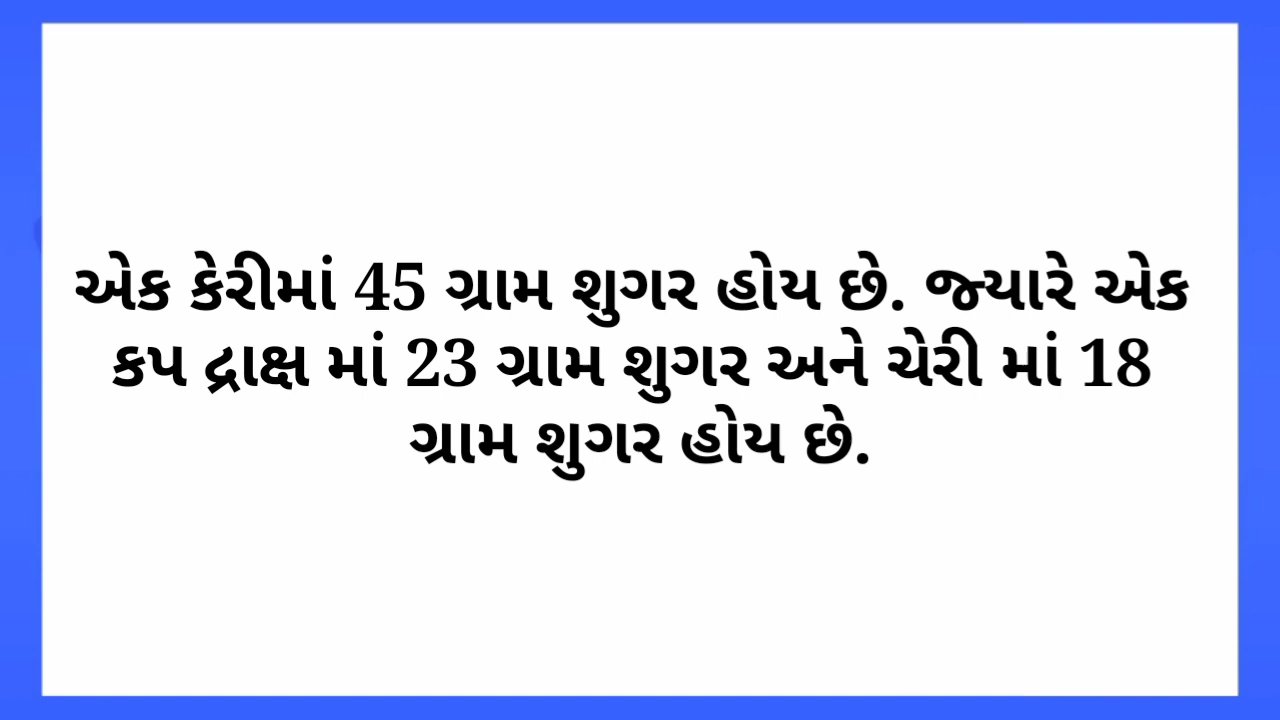 એક કેરીમાં 45 ગ્રામ શુગર હોય છે. જ્યારે એક
કપ દ્રાક્ષ માં 23 ગ્રામ શુગર અને ચેરી માં 18
ગ્રામ શુગર હોય છે.